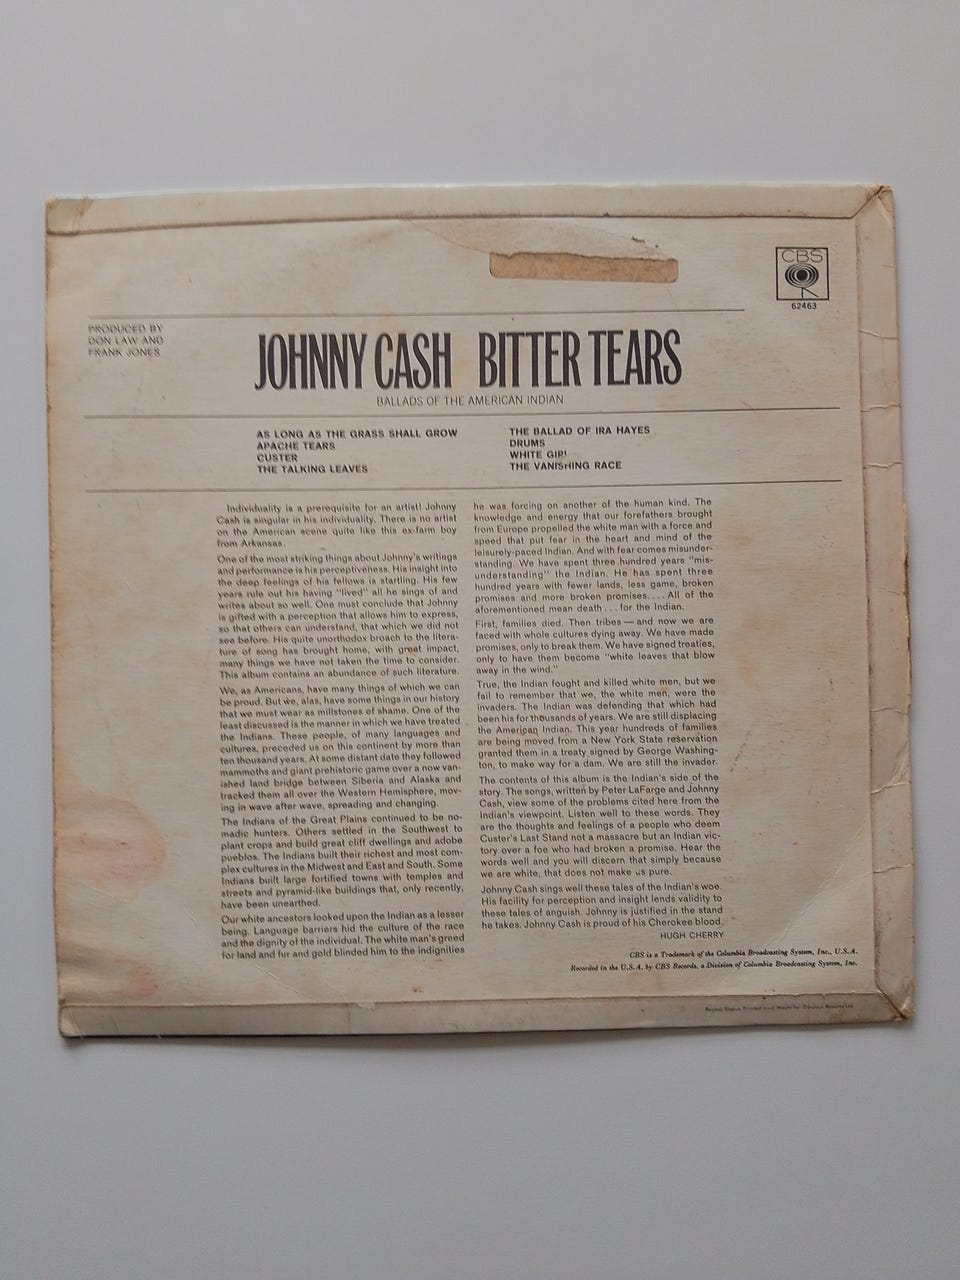 CBS
62463
PRODUCED BY
DON LAW AND
FRANK JONES
JOHNNY CASH BITTER TEARS
BALLADS OF THE AMERICAN INDIAN
AS LONG AS THE GRASS SHALL GROW
APACHE TEARS
CUSTER
THE TALKING LEAVES
THE BALLAD OF IRA HAYES
DRUMS
WHITE GIRL
THE VANISHING RACE
Individuality is a prerequisite for an artist! Johnny
Cash is singular in his individuality. There is no artist
on the American scene quite like this ex-farm boy
from Arkansas.
One of the most striking things about Johnny's writings
and performance is his perceptiveness. His insight into
the deep feelings of his fellows is startling. His few
years rule out his having "lived" all he sings of and
writes about so well. One must conclude that Johnny
is gifted with a perception that allows him to express,
so that others can understand, that which we did not
see before. His quite unorthodox broach to the litera-
ture of song has brought home, with great impact,
many things we have not taken the time to consider.
This album contains an abundance of such literature.
We, as Americans, have many things of which we can
be proud. But we, alas, have some things in our history
that we must wear as millstones of shame. One of the
least discussed is the manner in which we have treated
the Indians. These people, of many languages and
cultures, preceded us on this continent by more than
ten thousand years. At some distant date they followed
mammoths and giant prehistoric game over a now van-
ished land bridge between Siberia and Alaska and
tracked them all over the Western Hemisphere, mov-
ing in wave after wave, spreading and changing.
The Indians of the Great Plains continued to be no-
madic hunters. Others settled in the Southwest to
plant crops and build great cliff dwellings and adobe
pueblos. The Indians built their richest and most com-
plex cultures in the Midwest and East and South. Some
Indians built large fortified towns with temples and
streets and pyramid-like buildings that, only recently,
have been unearthed.
Our white ancestors looked upon the Indian as a lesser
being. Language barriers hid the culture of the race
and the dignity of the individual. The white man's greed
for land and fur and gold blinded him to the indignities
he was forcing on another of the human kind. The
knowledge and energy that our forefathers brought
from Europe propelled the white man with a force and
speed that put fear in the heart and mind of the
leisurely-paced Indian. And with fear comes misunder-
standing. We have spent three hundred years "mis-
understanding" the Indian. He has spent three
hundred years with fewer lands, less game, broken
promises and more broken promises.... All of the
aforementioned mean death... for the Indian.
First, families died. Then tribes — and now we are
faced with whole cultures dying away. We have made
promises, only to break them. We have signed treaties,
only to have them become "white leaves that blow
away in the wind."
True, the Indian fought and killed white men, but we
fail to remember that we, the white men, were the
invaders. The Indian was defending that which had
been his for thousands of years. We are still displacing
the American Indian. This year hundreds of families
are being moved from a New York State reservation
granted them in a treaty signed by George Washing-
ton, to make way for a dam. We are still the invader.
The contents of this album is the Indian's side of the
story. The songs, written by Peter LaFarge and Johnny
Cash, view some of the problems cited here from the
Indian's viewpoint. Listen well to these words. They
are the thoughts and feelings of a people who deem
Custer's Last Stand not a massacre but an Indian vic-
tory over a foe who had broken a promise. Hear the
words well and you will discern that simply because
we are white, that does not make us pure.
Johnny Cash sings well these tales of the Indian's woe.
His facility for perception and insight lends validity to
these tales of anguish. Johnny is justified in the stand
he takes. Johnny Cash is proud of his Cherokee blood.
HUGH CHERRY
CBS is a Trademark of the Columbia Broadcasting System, Inc., U.S.A.
Recorded in the U.S.A. by CBS Records, a Division of Columbia Broadcasting System, Inc.